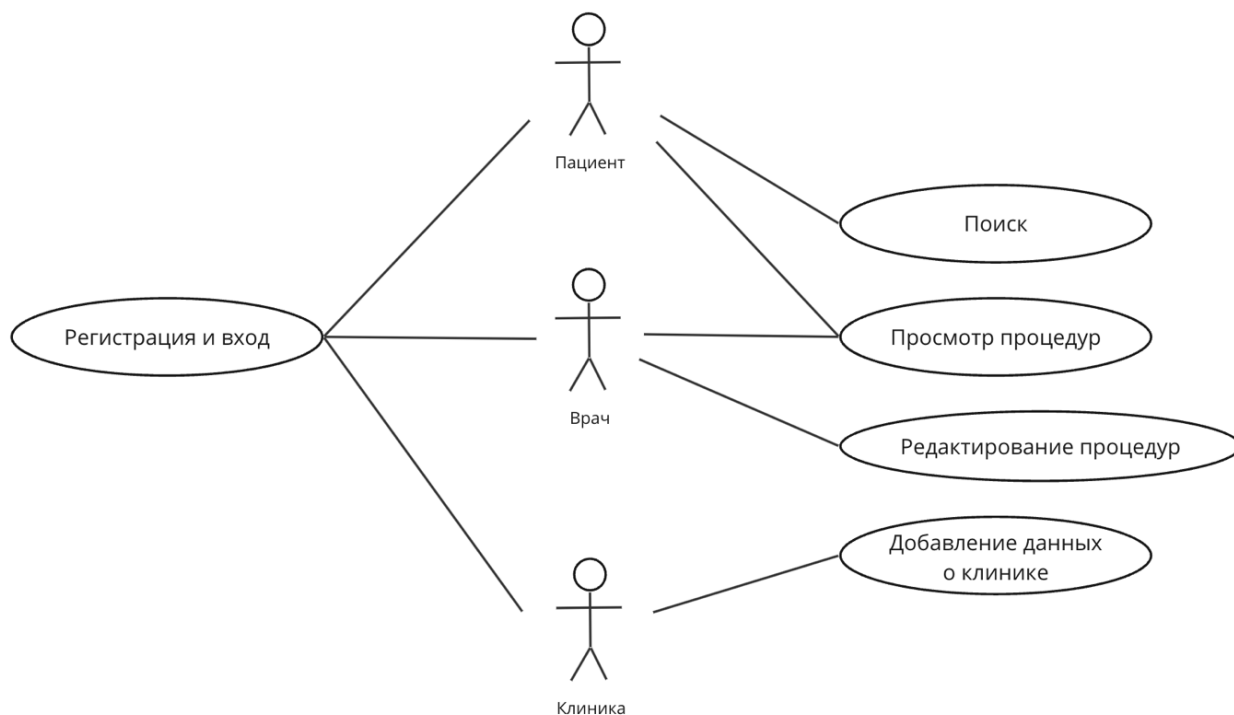 Пациент
Поиск
Регистрация и вход
Просмотр процедур
Врач
Редактирование процедур
Добавление данных
о клинике
Клиника